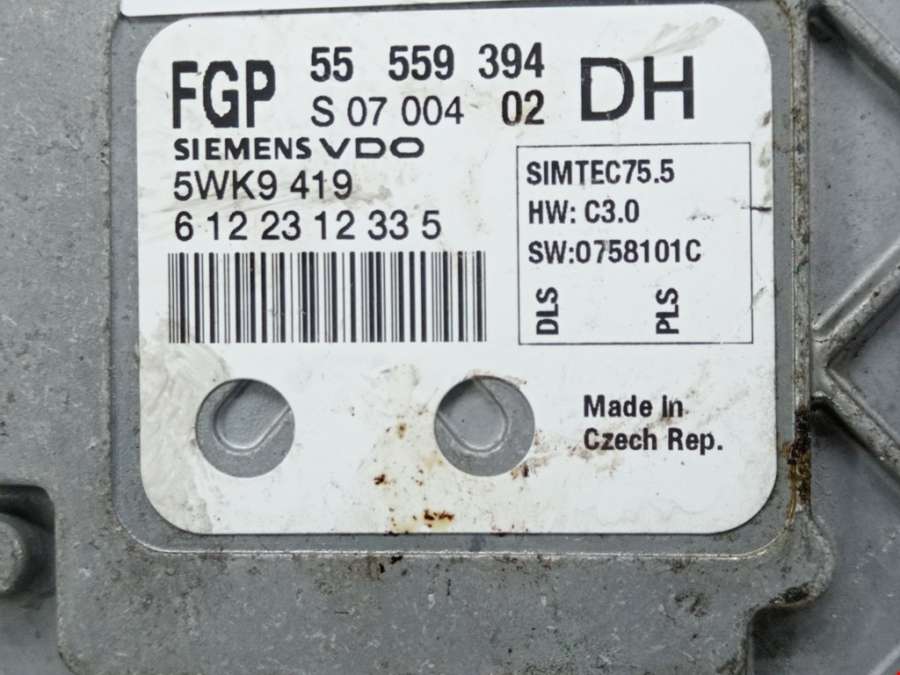 FGP 55 559 394 DH
S 07 004 02
SIEMENS VDO
5WK9 419
6 12 23 12 33 5
SIMTEC75.5
HW: C3.0
SW:0758101C
DLS PLS
Made in
Czech Rep.